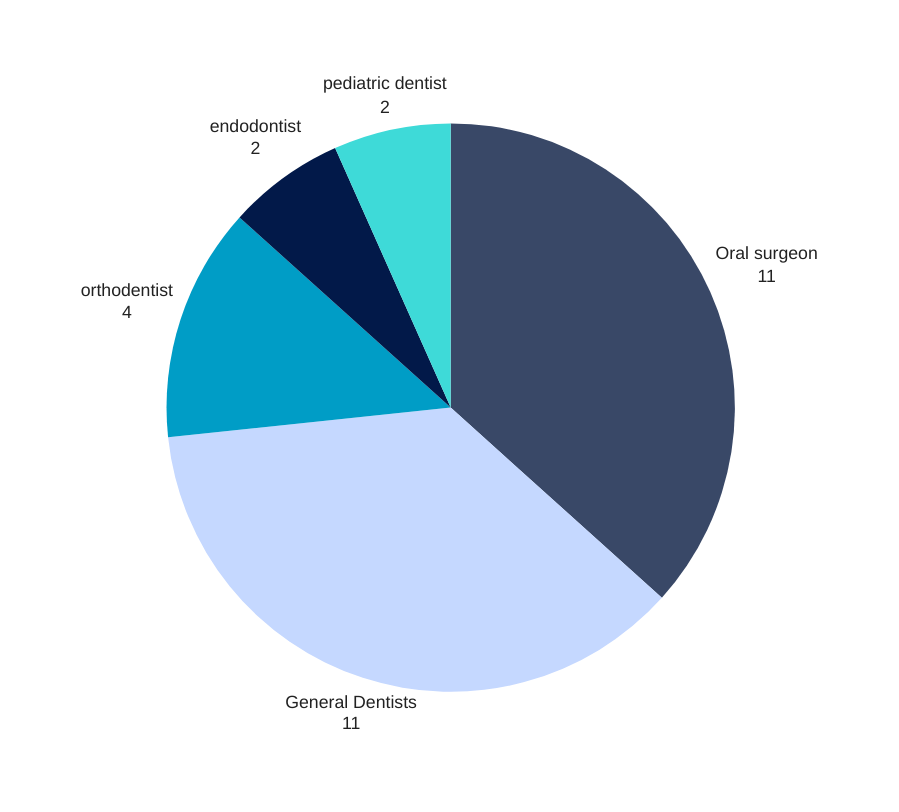 pediatric dentist
2
endodontist
2
Oral surgeon
11
orthodentist
4
General Dentists
11